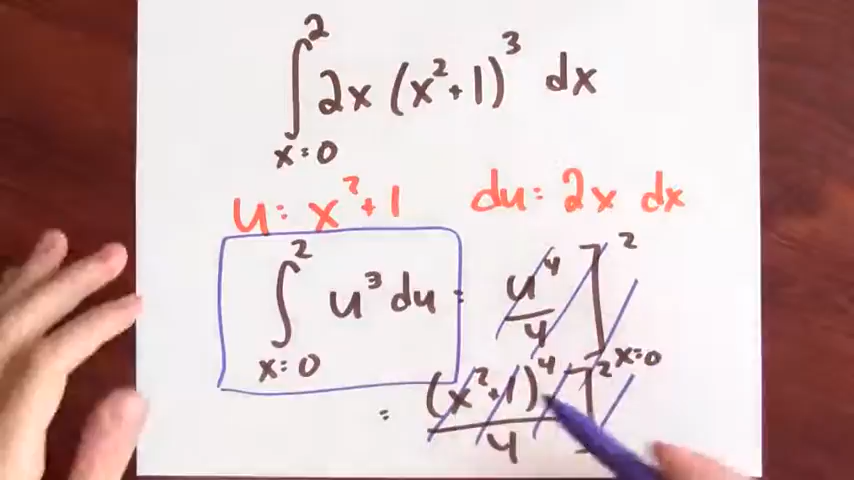 ∫_{x=0}^{2} 2x (x²+1)³ dx
u = x²+1 du = 2x dx
∫_{x=0}^{2} u³ du = u⁴/4 ]_{x=0}^{2}
= (x²+1)⁴/4 ]^{2}